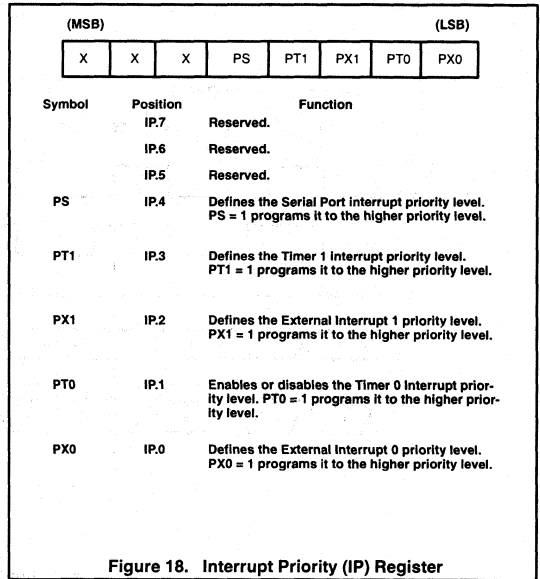 (MSB) (LSB)
X X X PS PT1 PX1 PT0 PX0
Symbol Position Function
IP.7 Reserved.
IP.6 Reserved.
IP.5 Reserved.
PS IP.4 Defines the Serial Port interrupt priority level.
PS = 1 programs it to the higher priority level.
PT1 IP.3 Defines the Timer 1 interrupt priority level.
PT1 = 1 programs it to the higher priority level.
PX1 IP.2 Defines the External Interrupt 1 priority level.
PX1 = 1 programs it to the higher priority level.
PT0 IP.1 Enables or disables the Timer 0 Interrupt prior-
ity level. PT0 = 1 programs it to the higher prior-
ity level.
PX0 IP.0 Defines the External Interrupt 0 priority level.
PX0 = 1 programs it to the higher priority level.
Figure 18. Interrupt Priority (IP) Register